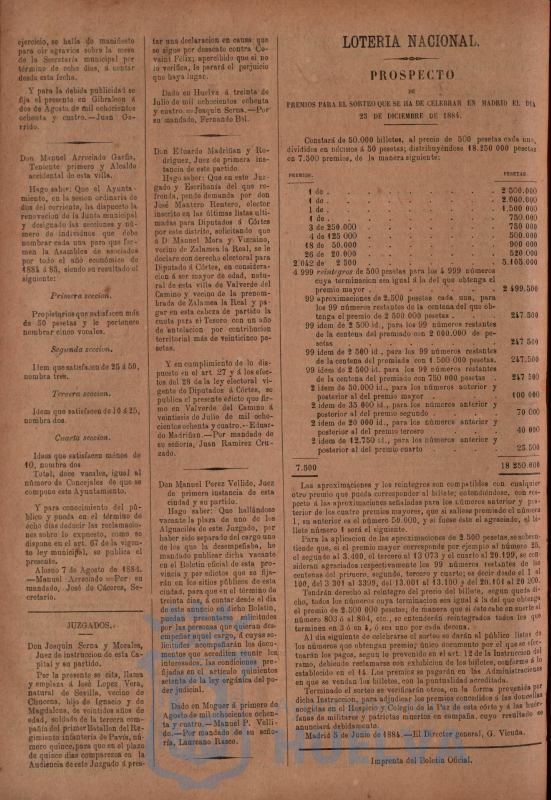 ejercicio, se halla de maniflesto
para oir agravios sobre la mesa
de la Secretaría municipal por
término de ocho dias, á contar
desde esta fecha.
Y para la debida publicidad se
fija el presente en Gibraleon á
dos de Agosto de mil ochocientos
ochenta y cuatro.—Juan Ga-
rrido.
Don Manuel Arroclado Garfia,
Teniente primero y Alcalde
accidental de esta villa.
Hago saber: Que el Ayunta-
miento, en la sesion ordinaria de
dos del corriente, ha dispuesto la
renovacion de la Junta municipal
y designado las secciones y nú-
mero de individuos que debe
nombrar cada una para que for-
men la Asamblea de asociados
por todo el año económico de
1884 á 85, siendo su resultado el
siguiente:
Primera seccion.
Propietarios que satisfacen más
de 50 pesetas y le pertenece
nombrar cinco vocales.
Segunda seccion.
Idem que satisfacen de 25 á 50,
nombra tres.
Tercera seccion.
Idem que satisfacen de 10 á 25,
nombra dos.
Cuarta seccion.
Idem que satisfacen ménos de
10, nombra dos
Total, doce vocales, igual al
número de Concejales de que se
compone este Ayuntamiento.
Y para conocimiento del pú-
blico y pueda en el término de
ocho dias deducir las reclamacio-
nes sobre lo expuesto, como se
dispone en el art. 67 de la vigen-
te ley municipal, se publica el
presente.
Alosno 7 de Agosto de 1884.
—Manuel Arroclado—Por su
mandado, José de Cáceres, Se-
cretario.
JUZGADOS.
Don Joaquin Serna y Morales,
Juez de instruccion de esta Ca-
pital y su partido.
Por la presente se cita, llama
y emplaza á José Lopez Vera,
natural de Sevilla, vecino de
Chucena, hijo de Ignacio y de
Magdalena, de veintidos años de
edad, soldado de la tercera com-
pañía del primer Batallon del Re-
gimiento infantería de Pavía, nú-
mero quince, para que en el plazo
de quince dias comparezca en la
Audiencia de este Juzgado á pres-
tar una declaracion en causa que
se sigue por desacato contra Ce-
vaini Félix; apercibido que si no
lo verifica, le parará el perjuicio
que haya lugar.
Dado en Huelva á treinta de
Julio de mil ochocientos ochenta
y cuatro.—Joaquin Serna.—Por
su mandado, Fernando Bel.
Don Eduardo Madriñan y Ro-
driguez, Juez de primera ins-
tancia de este partido
Hago saber: Que en este Juz-
gado y Escribanía del que re-
frenda, pende demanda por don
José Mantero Rentero, elector
inscrito en las últimas listas ulti-
madas para Diputados á Córtes
por este distrito, solicitando que
á D. Manuel Mora y Vizcaino,
vecino de Zalamea la Real, se le
declare con derecho electoral para
Diputado á Córtes, en considera-
cion á ser mayor de edad, natu-
ral de esta villa de Valverde del
Camino y vecino de la prenom-
brada de Zalamea la Real y pa-
gar en esta cabeza de partido la
cuota para el Tesoro con un año
de antelacion por contribucion
territorial más de veinticinco pe-
setas.
Y en cumplimiento de lo dis-
puesto en el art. 27 y á los efec-
tos del 28 de la ley electoral vi-
gente de Diputados á Córtes, se
publica el presente edicto que fir-
mo en Valverde del Camino á
veintiseis de Julio de mil ocho-
cientos ochenta y cuatro.—Eduar-
do Madriñan.—Por mandado de
su señoría, Juan Ramirez Cru-
zado.
Don Manuel Perez Vellido, Juez
de primera instancia de esta
ciudad y su partido.
Hago saber: Que hallándose
vacante la plaza de uno de los
Alguaciles de este Juzgado, por
haber sido separado del cargo uno
de los que la desempeñaba, he
mandado publicar dicha vacante
en el Boletin oficial de esta pro-
vincia y por edictos que se fija-
rán en los sitios públicos de esta
ciudad, para que en el término de
treinta dias, á contar desde el dia
de este anuncio en dicho Boletin,
puedan presentarse solicitudes
por las personas que quieran des-
empeñar aquel cargo, á cuyas so-
licitudes acompañarán los docu-
mentos que acrediten reunir los
interesados, las condiciones pre-
fijadas en el artículo quinientos
setenta de la ley orgánica del po-
der judicial.
Dado en Moguer á primero de
Agosto de mil ochocientos ochen-
ta y cuatro.—Manuel P. Velli-
do.—Por mandado de su seño-
ría, Laureano Rasco.
LOTERIA NACIONAL.
PROSPECTO
DE
PREMIOS PARA EL SORTEO QUE SE HA DE CELEBRAR EN MADRID EL DIA
23 DE DICIEMBRE DE 1884.
Constará de 50.000 billetes, al precio de 500 pesetas cada uno,
divididos en décimos á 50 pesetas; distribuyéndose 18.250 000 pesetas
en 7.500 premios, de la manera siguiente:
PREMIOS. PESETAS.
1 de . . . 2 500.000
1 de . . . 2.000.000
1 de . . . 1.500 000
1 de . . . 750.000
3 de 250.000 . . . 750 000
4 de 125 000 . . . 500.000
18 de 50.000 . . . 900 000
26 de 20.000 . . . 520 000
2.042 de 2 500 . . . 5.105.000
4 999 reintegros de 500 pesetas para los 4 999 números
cuya terminacion sea igual á la del que obtenga el
premio mayor . . . 2 499.500
99 aproximaciones de 2.500 pesetas cada una, para
los 99 números restantes de la centena del que ob-
tenga el premio de 2 500 000 pesetas . . . 247.500
99 idem de 2 500 id., para los 99 números restantes
de la centena del premiado con 2 000.000 de pe-
setas . . . 247 500
99 idem de 2 500 id., para los 99 números restantes
de la centena del premiado con 1 500 000 pesetas. 247.500
99 idem de 2 500 id. para los 99 números restantes
de la centena del premiado con 750 000 pesetas . 247 500
2 idem de 50.000 id., para los números anterior y
posterior al del premio mayor . . . 100 000
2 idem de 35 000 id., para los números anterior y
posterior al del premio segundo . . . 70 000
2 idem de 20 000 id., para los números anterior y
posterior al del premio tercero . . . 40 000
2 idem de 12.750 id., para los números anterior y
posterior al del premio cuarto . . . 25.500
7.500 18 250.000
Las aproximaciones y los reintegros son compatibles con cualquier
otro premio que pueda corresponder al billete; entendiéndose, con res-
pecto á las aproximaciones señaladas para los números anterior y pos-
terior de los cuatro premios mayores, que si saliese premiado el número
1, su anterior es el número 50.000, y si fuese éste el agraciado, el bi-
llete número 1 será el siguiente.
Para la aplicacion de las aproximaciones de 2.500 pesetas, se sobren-
tiende que, si el premio mayor corresponde por ejemplo al número 25,
el segundo al 3.400, el tercero al 13 073 y el cuarto al 20.199, se con-
sideran agraciados respectivamente los 99 números restantes de las
centenas del primero, segundo, tercero y cuarto; es decir desde el 1 al
100, del 3 301 al 3399, del 13.001 al 13.100 y del 20.101 al 20.200.
Tendrán derecho al reintegro del precio del billete, segun queda di-
cho, todos los números cuya terminacion sea igual á la del que obtenga
el premio de 2.500 000 pesetas; de manera que si éste cabe en suerte al
número 803 ó al 804, etc., se entenderán reintegrados todos los que
terminen en 3 ó en 4, ó sea uno por cada decena.
Al dia siguiente de celebrarse el sorteo se darán al público listas de
los números que obtengan premio; único documento por el que se efec-
tuarán los pagos, segun lo prevenido en el art. 12 de la Instruccion del
ramo, debiendo reclamarse con exhibicion de los billetes, conforme á lo
establecido en el 14. Los premios se pagarán en las Administraciones
en que se vendan los billetes, con la puntualidad acreditada.
Terminado el sorteo se verificarán otros, en la forma prevenida por
dicha Instruccion, para adjudicar los premios concedidos á las doncellas
acogidas en el Hospicio y Colegio de la Paz de esta córte y á las huér-
fanas de militares y patriotas muertos en campaña, cuyo resultado se
anunciará debidamente.
Madrid 5 de Junio de 1884.—El Director general, G. Vicuña.
Imprenta del Boletin Oficial.
HUELVA